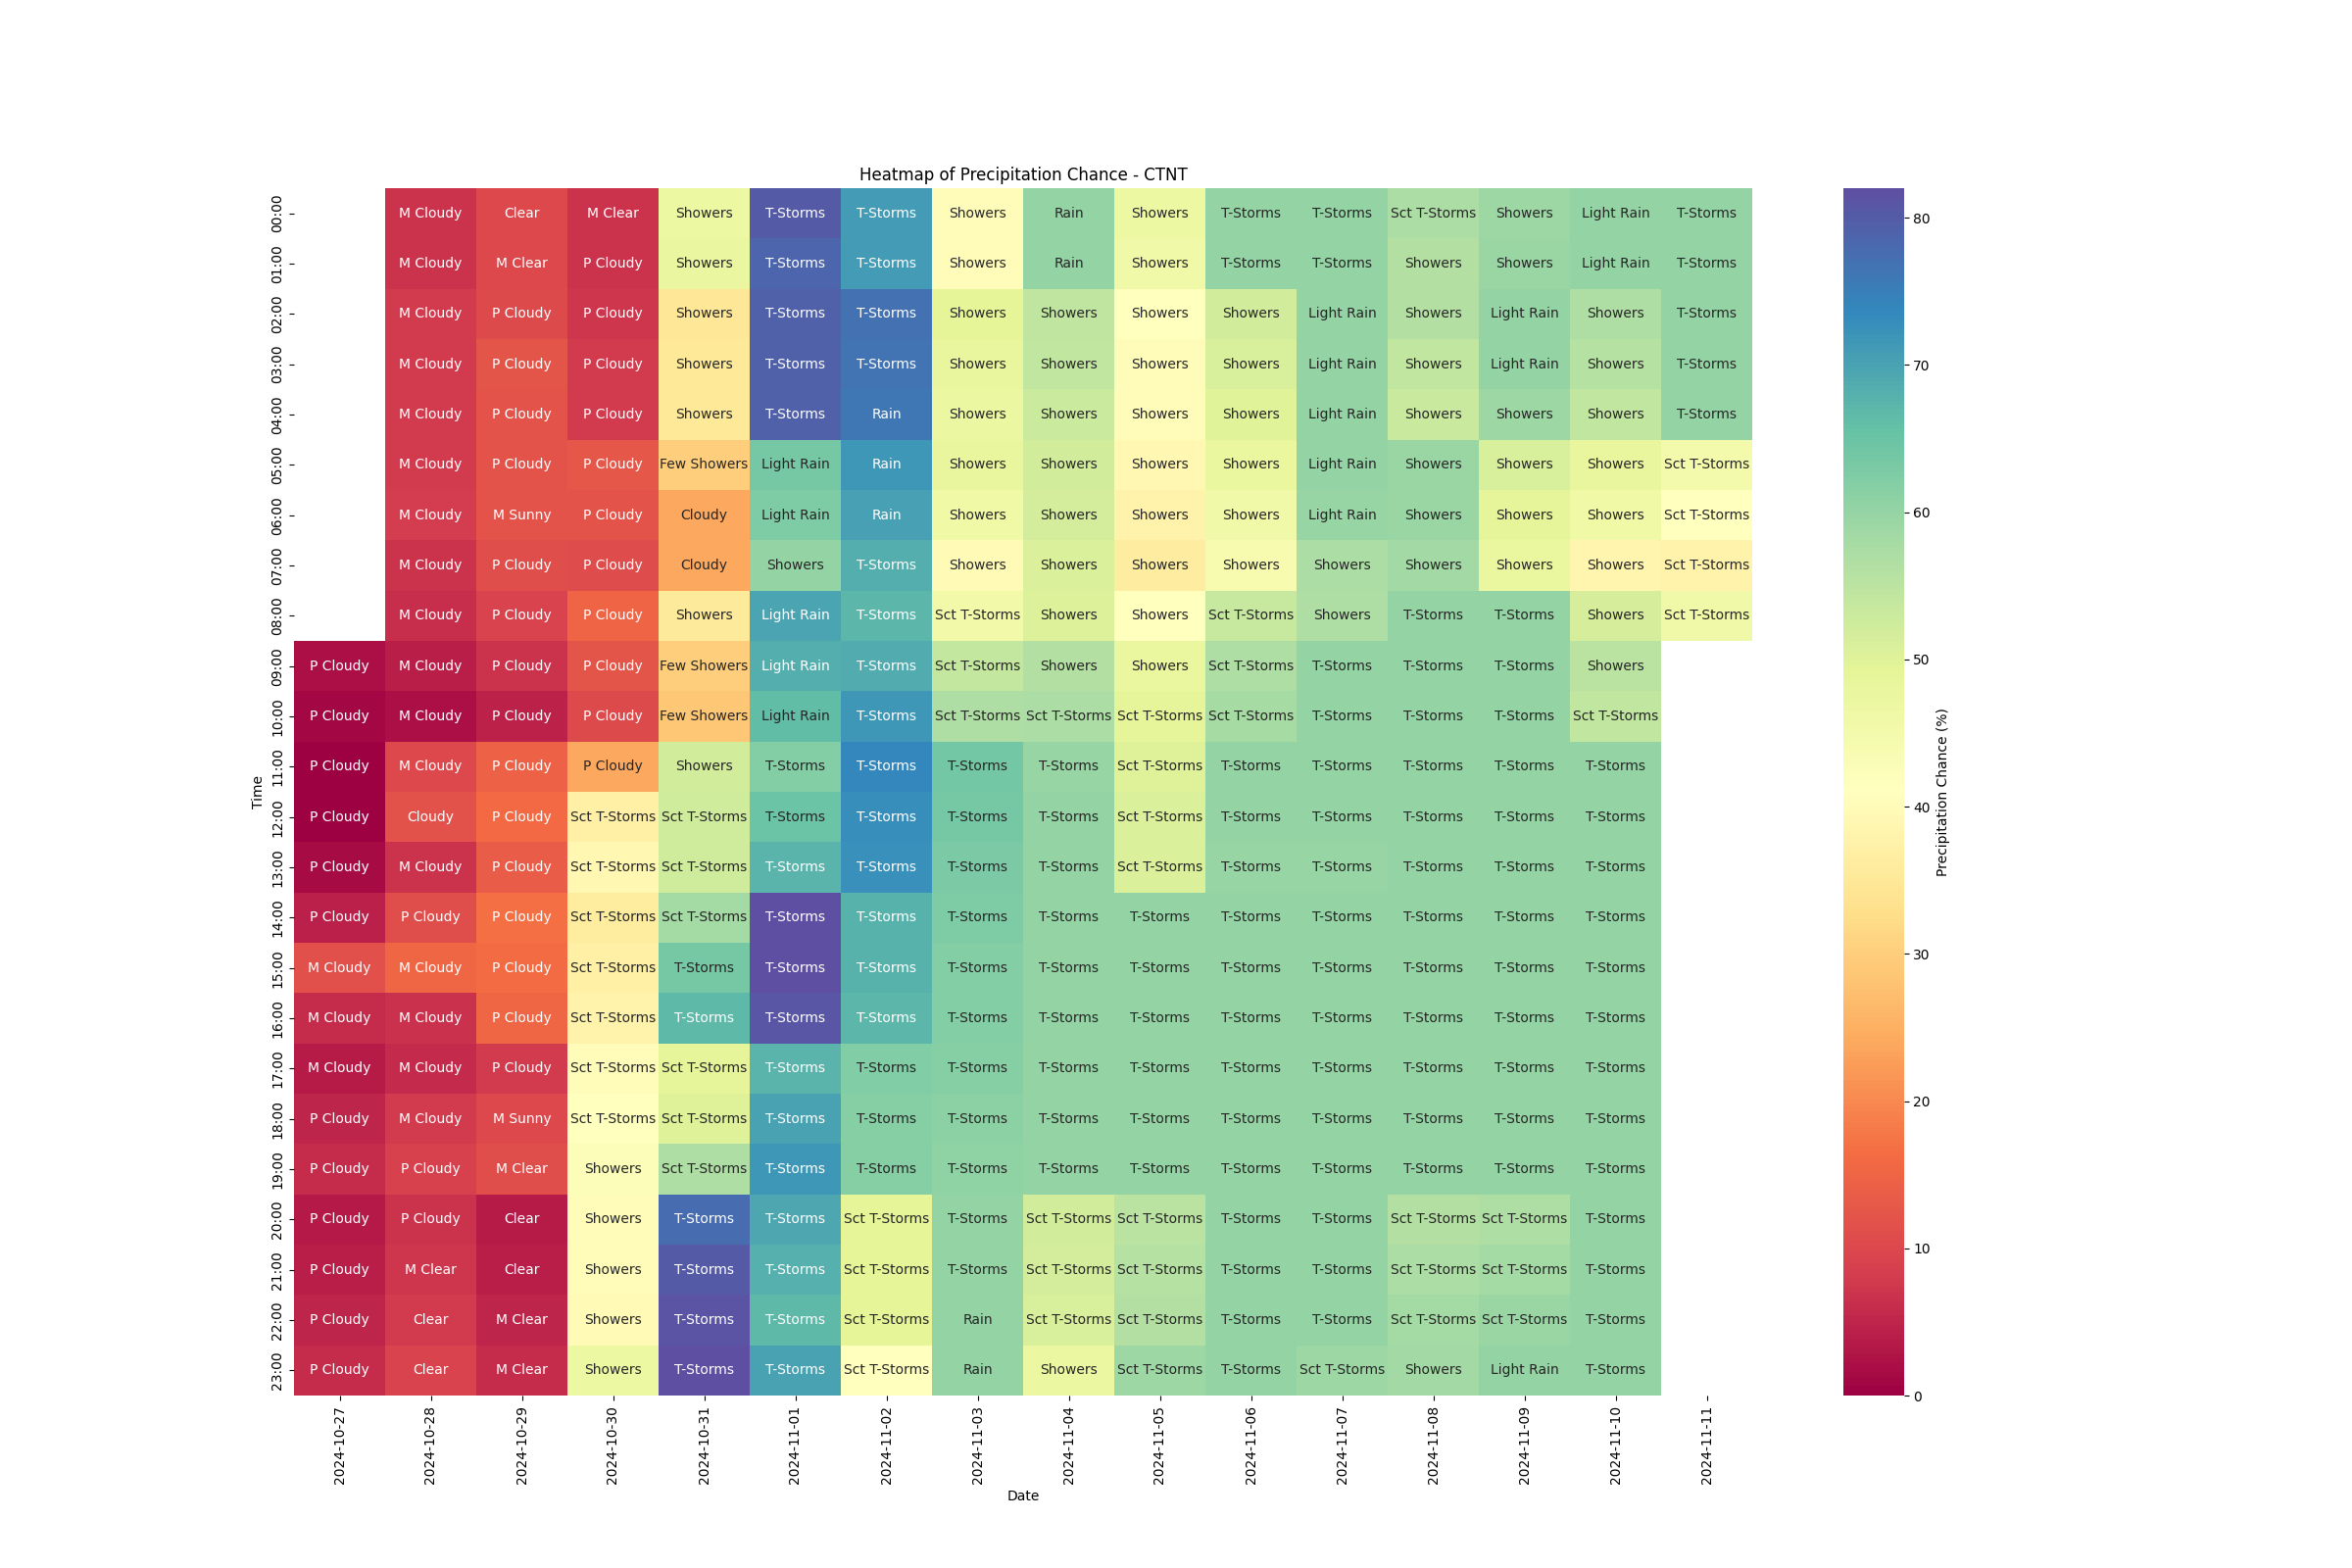 Heatmap of Precipitation Chance - CTNT
00:00 M Cloudy Clear M Clear Showers T-Storms T-Storms Showers Rain Showers T-Storms T-Storms Sct T-Storms Showers Light Rain T-Storms
01:00 M Cloudy M Clear P Cloudy Showers T-Storms T-Storms Showers Rain Showers T-Storms T-Storms Showers Showers Light Rain T-Storms
02:00 M Cloudy P Cloudy P Cloudy Showers T-Storms T-Storms Showers Showers Showers Showers Light Rain Showers Light Rain Showers T-Storms
03:00 M Cloudy P Cloudy P Cloudy Showers T-Storms T-Storms Showers Showers Showers Showers Light Rain Showers Light Rain Showers T-Storms
04:00 M Cloudy P Cloudy P Cloudy Showers T-Storms Rain Showers Showers Showers Showers Light Rain Showers Showers Showers T-Storms
05:00 M Cloudy P Cloudy P Cloudy Few Showers Light Rain Rain Showers Showers Showers Showers Light Rain Showers Showers Showers Sct T-Storms
06:00 M Cloudy M Sunny P Cloudy Cloudy Light Rain Rain Showers Showers Showers Showers Light Rain Showers Showers Showers Sct T-Storms
07:00 M Cloudy P Cloudy P Cloudy Cloudy Showers T-Storms Showers Showers Showers Showers Showers Showers Showers Showers Sct T-Storms
08:00 M Cloudy P Cloudy P Cloudy Showers Light Rain T-Storms Sct T-Storms Showers Showers Sct T-Storms Showers T-Storms T-Storms Showers Sct T-Storms
09:00 P Cloudy M Cloudy P Cloudy P Cloudy Few Showers Light Rain T-Storms Sct T-Storms Showers Showers Sct T-Storms T-Storms T-Storms T-Storms Showers
10:00 P Cloudy M Cloudy P Cloudy P Cloudy Few Showers Light Rain T-Storms Sct T-Storms Sct T-Storms Sct T-Storms Sct T-Storms T-Storms T-Storms T-Storms Sct T-Storms
11:00 P Cloudy M Cloudy P Cloudy P Cloudy Showers T-Storms T-Storms T-Storms T-Storms Sct T-Storms T-Storms T-Storms T-Storms T-Storms T-Storms
12:00 P Cloudy Cloudy P Cloudy Sct T-Storms Sct T-Storms T-Storms T-Storms T-Storms T-Storms Sct T-Storms T-Storms T-Storms T-Storms T-Storms T-Storms
13:00 P Cloudy M Cloudy P Cloudy Sct T-Storms Sct T-Storms T-Storms T-Storms T-Storms T-Storms Sct T-Storms T-Storms T-Storms T-Storms T-Storms T-Storms
14:00 P Cloudy P Cloudy P Cloudy Sct T-Storms Sct T-Storms T-Storms T-Storms T-Storms T-Storms T-Storms T-Storms T-Storms T-Storms T-Storms T-Storms
15:00 M Cloudy M Cloudy P Cloudy Sct T-Storms T-Storms T-Storms T-Storms T-Storms T-Storms T-Storms T-Storms T-Storms T-Storms T-Storms T-Storms
16:00 M Cloudy M Cloudy P Cloudy Sct T-Storms T-Storms T-Storms T-Storms T-Storms T-Storms T-Storms T-Storms T-Storms T-Storms T-Storms T-Storms
17:00 M Cloudy M Cloudy P Cloudy Sct T-Storms Sct T-Storms T-Storms T-Storms T-Storms T-Storms T-Storms T-Storms T-Storms T-Storms T-Storms T-Storms
18:00 P Cloudy M Cloudy M Sunny Sct T-Storms Sct T-Storms T-Storms T-Storms T-Storms T-Storms T-Storms T-Storms T-Storms T-Storms T-Storms T-Storms
19:00 P Cloudy P Cloudy M Clear Showers Sct T-Storms T-Storms T-Storms T-Storms T-Storms T-Storms T-Storms T-Storms T-Storms T-Storms T-Storms
20:00 P Cloudy P Cloudy Clear Showers T-Storms T-Storms Sct T-Storms T-Storms Sct T-Storms Sct T-Storms T-Storms T-Storms Sct T-Storms Sct T-Storms T-Storms
21:00 P Cloudy M Clear Clear Showers T-Storms T-Storms Sct T-Storms T-Storms Sct T-Storms Sct T-Storms T-Storms T-Storms Sct T-Storms Sct T-Storms T-Storms
22:00 P Cloudy Clear M Clear Showers T-Storms T-Storms Sct T-Storms Rain Sct T-Storms Sct T-Storms T-Storms T-Storms Sct T-Storms Sct T-Storms T-Storms
23:00 P Cloudy Clear M Clear Showers T-Storms T-Storms Sct T-Storms Rain Showers Sct T-Storms T-Storms Sct T-Storms Showers Light Rain T-Storms
Time
2024-10-27 2024-10-28 2024-10-29 2024-10-30 2024-10-31 2024-11-01 2024-11-02 2024-11-03 2024-11-04 2024-11-05 2024-11-06 2024-11-07 2024-11-08 2024-11-09 2024-11-10 2024-11-11
Date
80
70
60
50
40
30
20
10
0
Precipitation Chance (%)